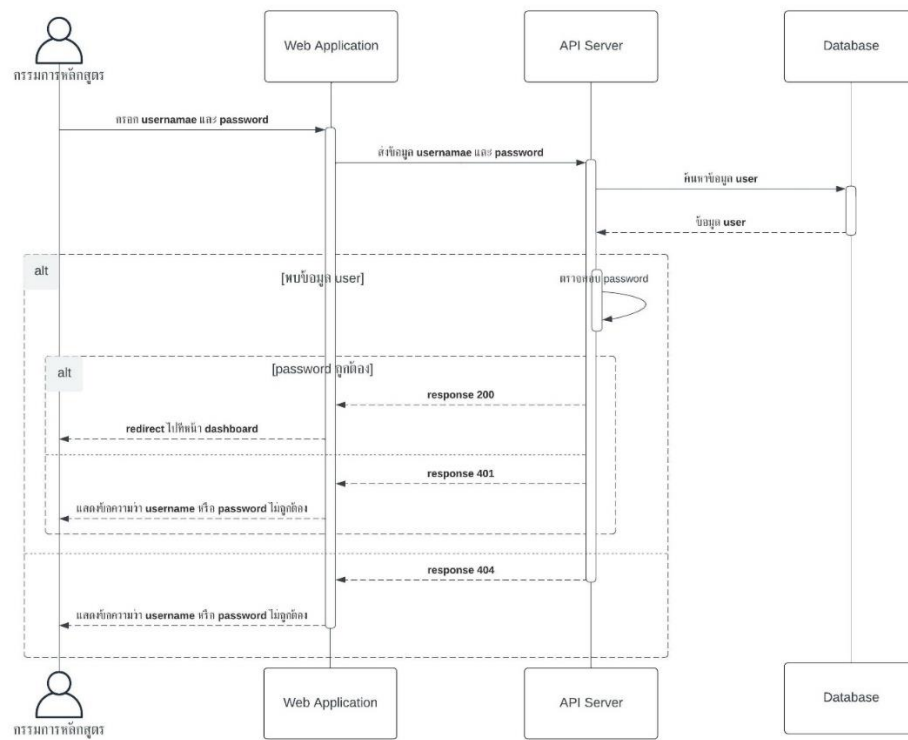 Web Application
API Server
Database
กรรมการหลักสูตร
กรอก usernamae และ password
ส่งข้อมูล usernamae และ password
ค้นหาข้อมูล user
ข้อมูล user
alt
[พบข้อมูล user]
ตรวจสอบ password
alt
[password ถูกต้อง]
response 200
redirect ไปที่หน้า dashboard
response 401
แสดงข้อความว่า username หรือ password ไม่ถูกต้อง
response 404
แสดงข้อความว่า username หรือ password ไม่ถูกต้อง
Web Application
API Server
Database
กรรมการหลักสูตร